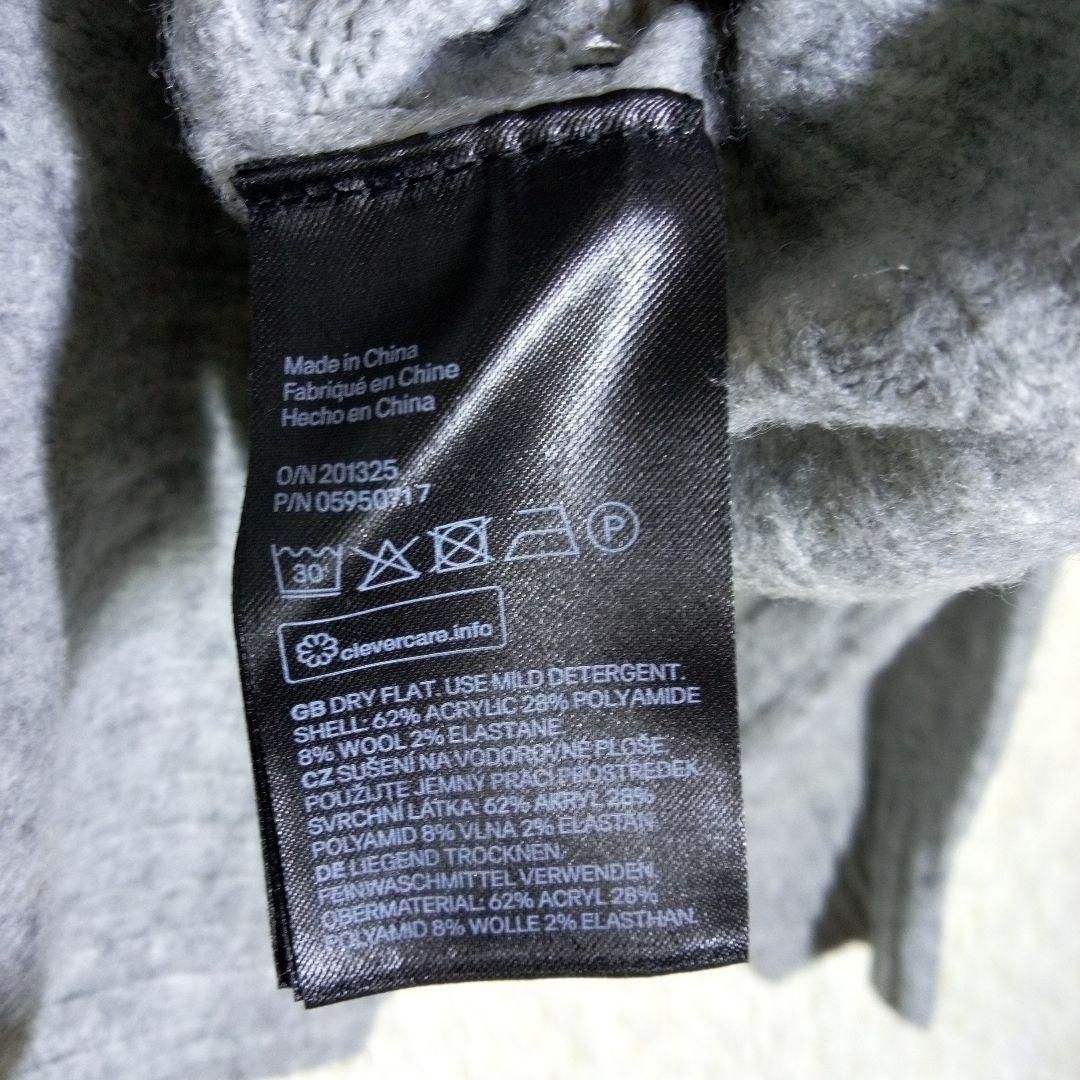 Made in China
Fabriqué en Chine
Hecho en China
O/N 201325
P/N 05950717
30 P
clevercare.info
GB DRY FLAT. USE MILD DETERGENT.
SHELL: 62% ACRYLIC 28% POLYAMIDE
8% WOOL 2% ELASTANE
CZ SUŠENÍ NA VODOROVNÉ PLOŠE.
POUŽIJTE JEMNÝ PRACÍ PROSTŘEDEK
SVRCHNÍ LÁTKA: 62% AKRYL 28%
POLYAMID 8% VLNA 2% ELASTAN
DE LIEGEND TROCKNEN.
FEINWASCHMITTEL VERWENDEN.
OBERMATERIAL: 62% ACRYL 28%
POLYAMID 8% WOLLE 2% ELASTHAN.